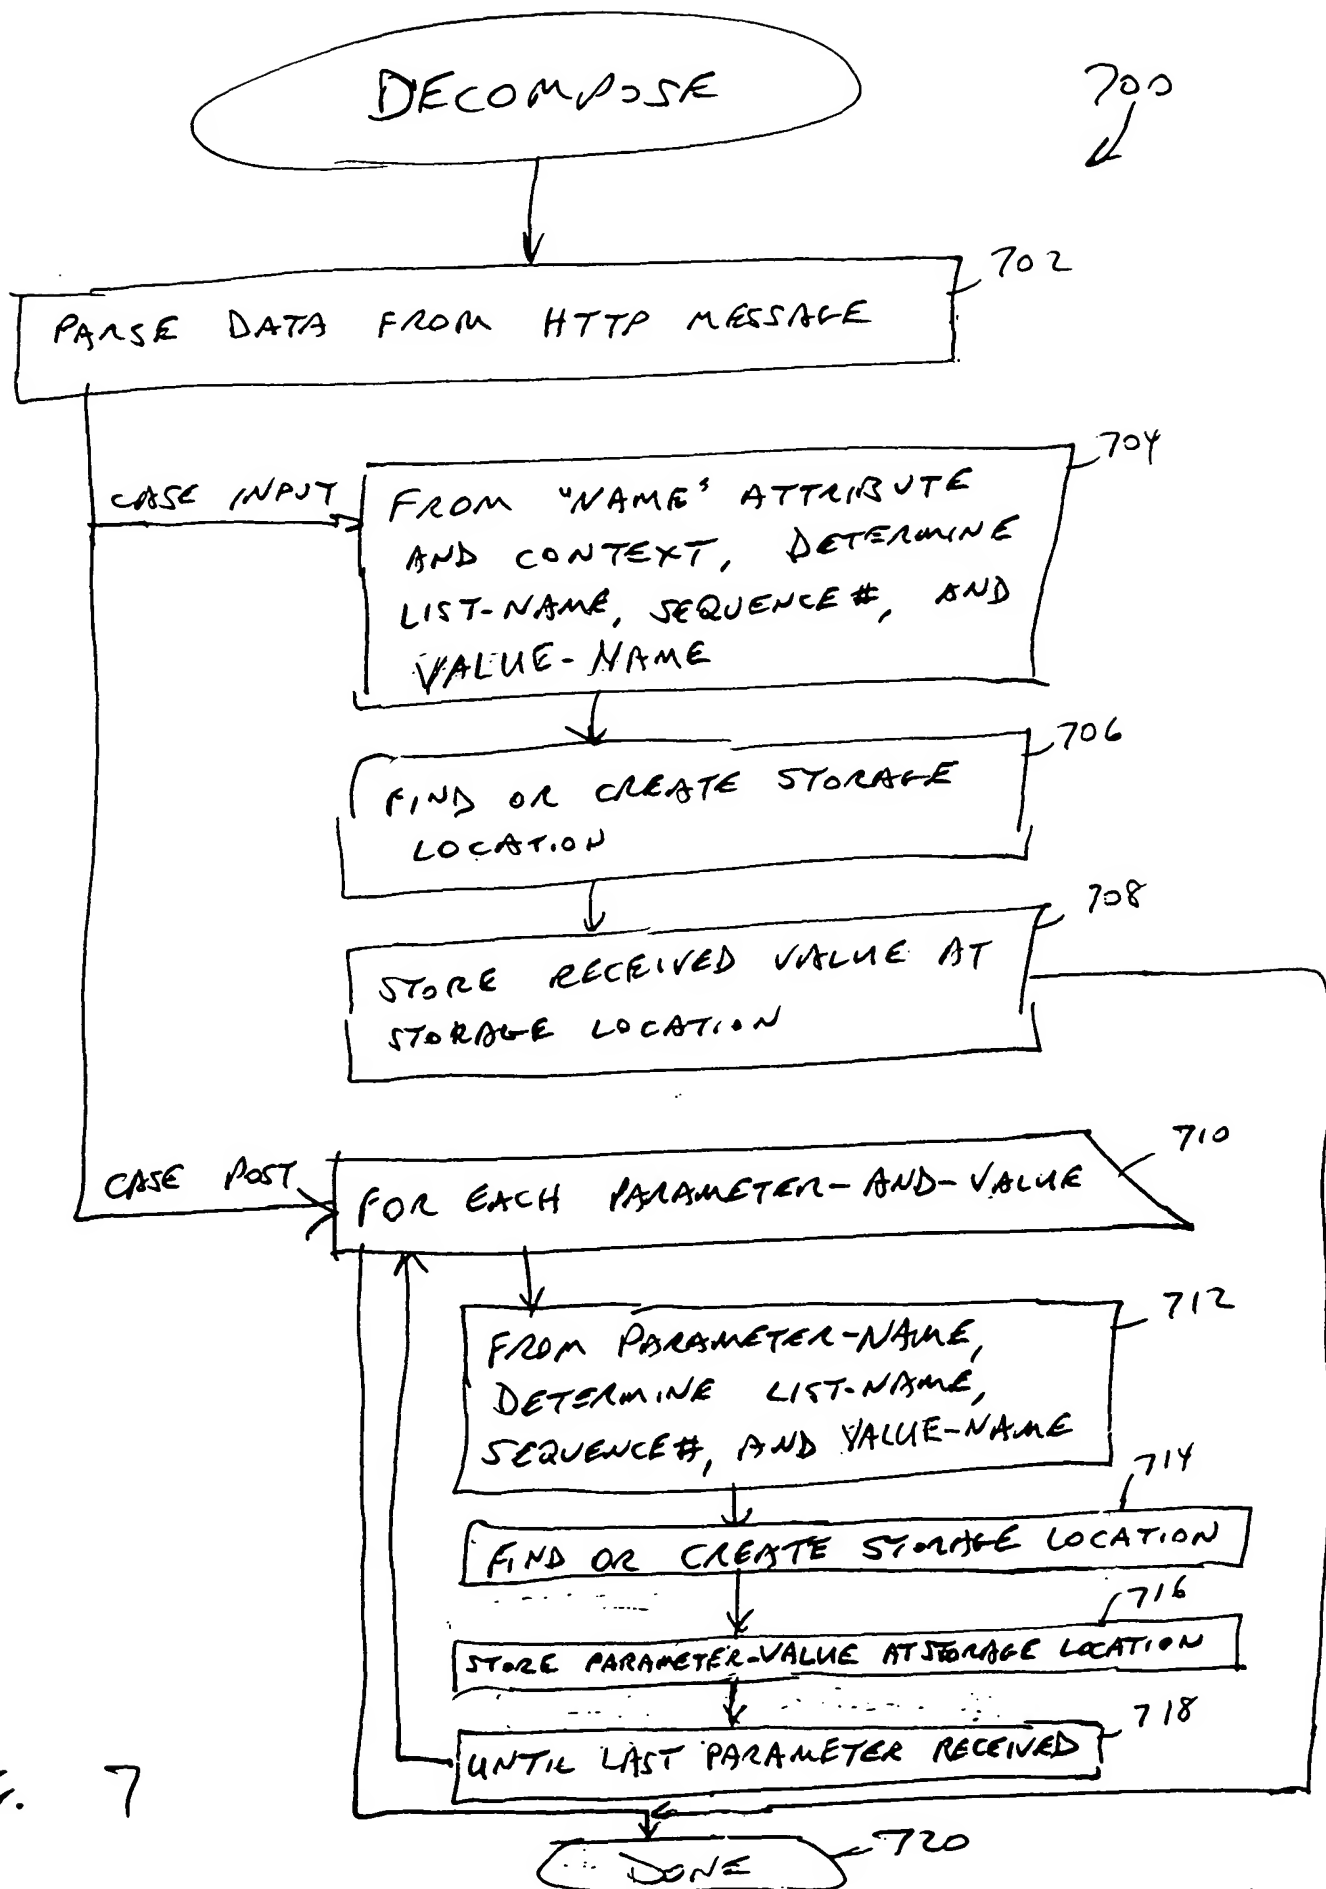 DECOMPOSE
700
702
PARSE DATA FROM HTTP MESSAGE
704
CASE INPUT
FROM "NAME" ATTRIBUTE
AND CONTEXT, DETERMINE
LIST-NAME, SEQUENCE #, AND
VALUE-NAME
706
FIND OR CREATE STORAGE
LOCATION
708
STORE RECEIVED VALUE AT
STORAGE LOCATION
710
CASE POST
FOR EACH PARAMETER-AND-VALUE
712
FROM PARAMETER-NAME,
DETERMINE LIST-NAME,
SEQUENCE #, AND VALUE-NAME
714
FIND OR CREATE STORAGE LOCATION
716
STORE PARAMETER-VALUE AT STORAGE LOCATION
718
UNTIL LAST PARAMETER RECEIVED
7
720
DONE